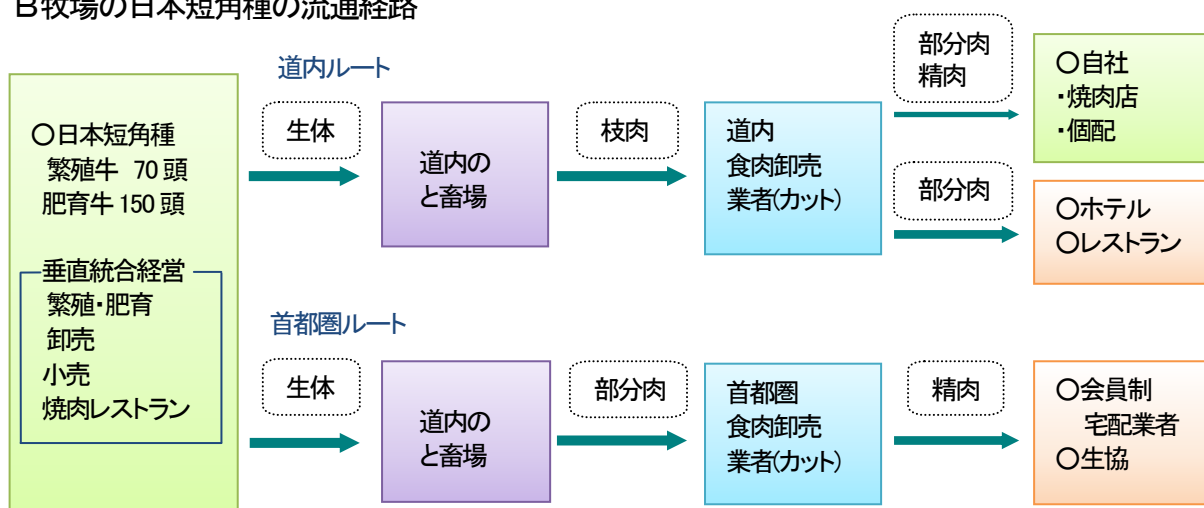 B牧場の日本短角種の流通経路
〇日本短角種
繁殖牛 70頭
肥育牛 150頭
垂直統合経営
繁殖・肥育
卸売
小売
焼肉レストラン
道内ルート
生体
道内の
と畜場
枝肉
道内
食肉卸売
業者(カット)
部分肉
精肉
〇自社
・焼肉店
・個配
部分肉
〇ホテル
〇レストラン
首都圏ルート
生体
道内の
と畜場
部分肉
首都圏
食肉卸売
業者(カット)
精肉
〇会員制
宅配業者
〇生協